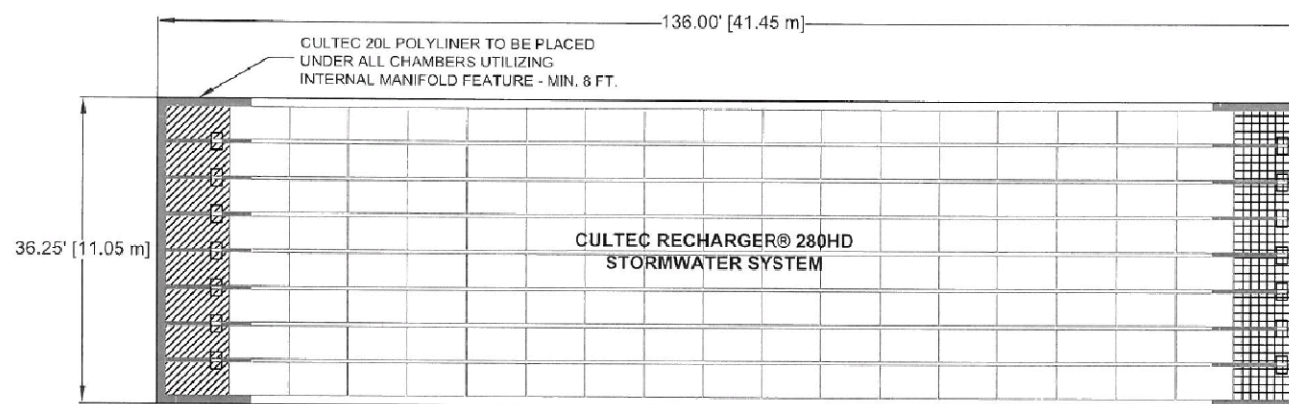 136.00' [41.45 m]
CULTEC 20L POLYLINER TO BE PLACED
UNDER ALL CHAMBERS UTILIZING
INTERNAL MANIFOLD FEATURE - MIN. 8 FT.
36.25' [11.05 m]
CULTEC RECHARGER® 280HD
STORMWATER SYSTEM